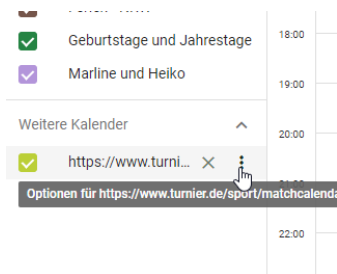 Geburtstage und Jahrestage
18:00
Marline und Heiko
19:00
Weitere Kalender
20:00
https://www.turni...
Optionen für https://www.turnier.de/sport/matchcalenda
22:00